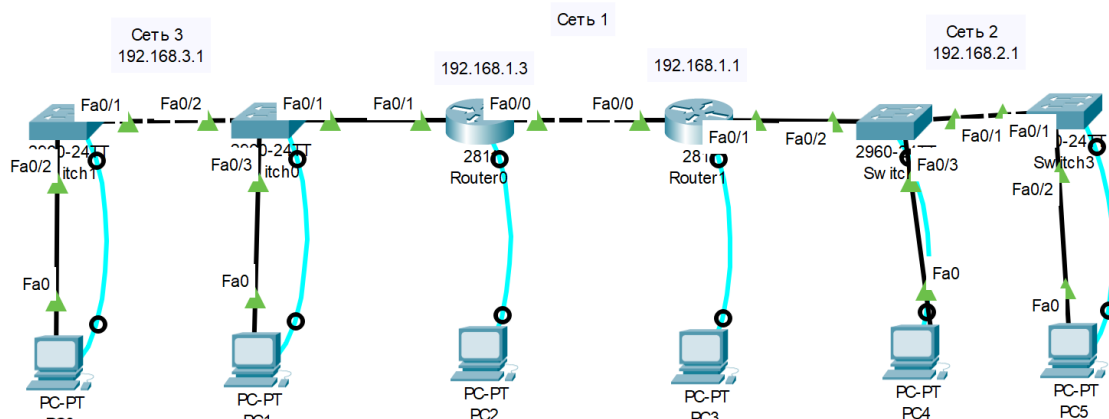 Сеть 1
Сеть 3
192.168.3.1
Сеть 2
192.168.2.1
192.168.1.3
192.168.1.1
Fa0/1
Fa0/2
Fa0/1
Fa0/1
Fa0/0
Fa0/0
Fa0/1
Fa0/2
Fa0/1
Fa0/1
Fa0/2
Fa0/3
Router0
Router1
Fa0/3
Switch3
Fa0/2
Fa0
Fa0
Fa0
Fa0
PC-PT
PC-PT
PC-PT
PC2
PC-PT
PC3
PC-PT
PC4
PC-PT
PC5